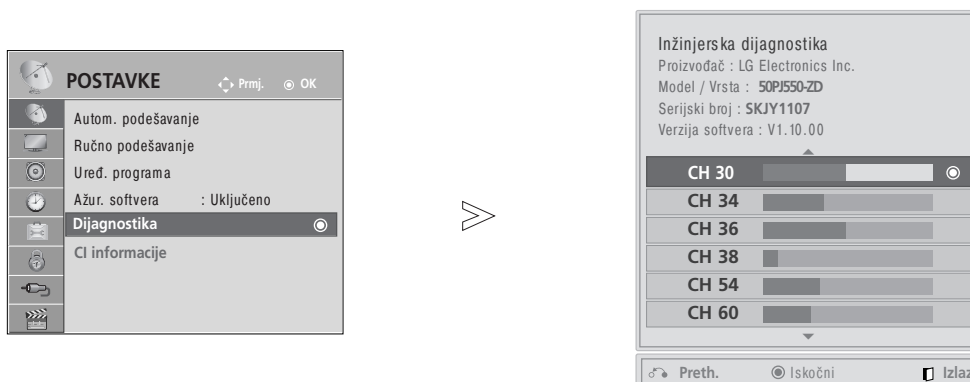 POSTAVKE Prmj. OK
Autom. podešavanje
Ručno podešavanje
Uređ. programa
Ažur. softvera : Uključeno
Dijagnostika
CI informacije
Inžinjerska dijagnostika
Proizvođač : LG Electronics Inc.
Model / Vrsta : 50PJ550-ZD
Serijski broj : SKJY1107
Verzija softvera : V1.10.00
CH 30
CH 34
CH 36
CH 38
CH 54
CH 60
Preth. Iskočni Izlaz